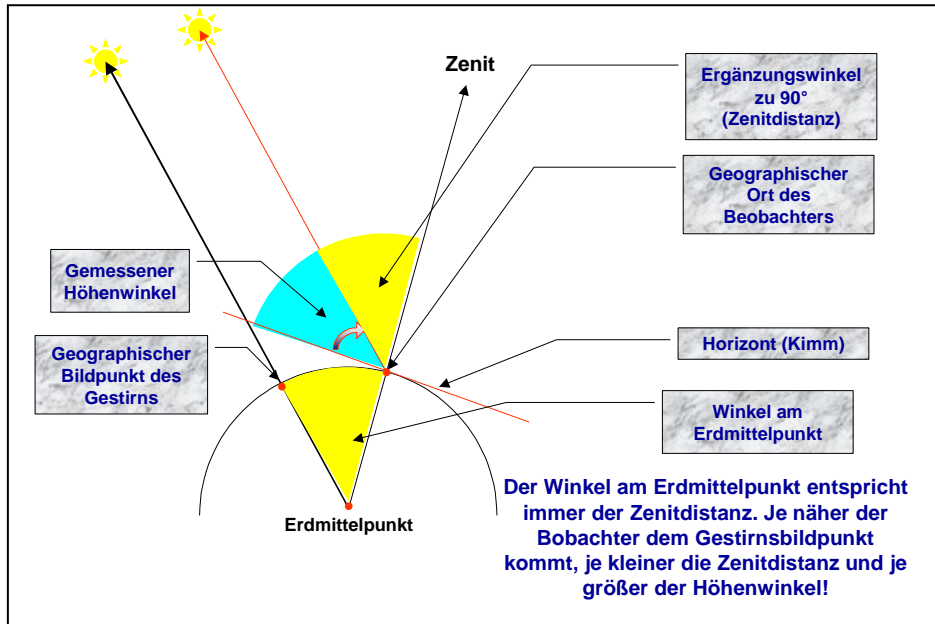 Zenit
Ergänzungswinkel
zu 90°
(Zenitdistanz)
Geographischer
Ort des
Beobachters
Gemessener
Höhenwinkel
Geographischer
Bildpunkt des
Gestirns
Horizont (Kimm)
Winkel am
Erdmittelpunkt
Erdmittelpunkt
Der Winkel am Erdmittelpunkt entspricht
immer der Zenitdistanz. Je näher der
Bobachter dem Gestirnsbildpunkt
kommt, je kleiner die Zenitdistanz und je
größer der Höhenwinkel!